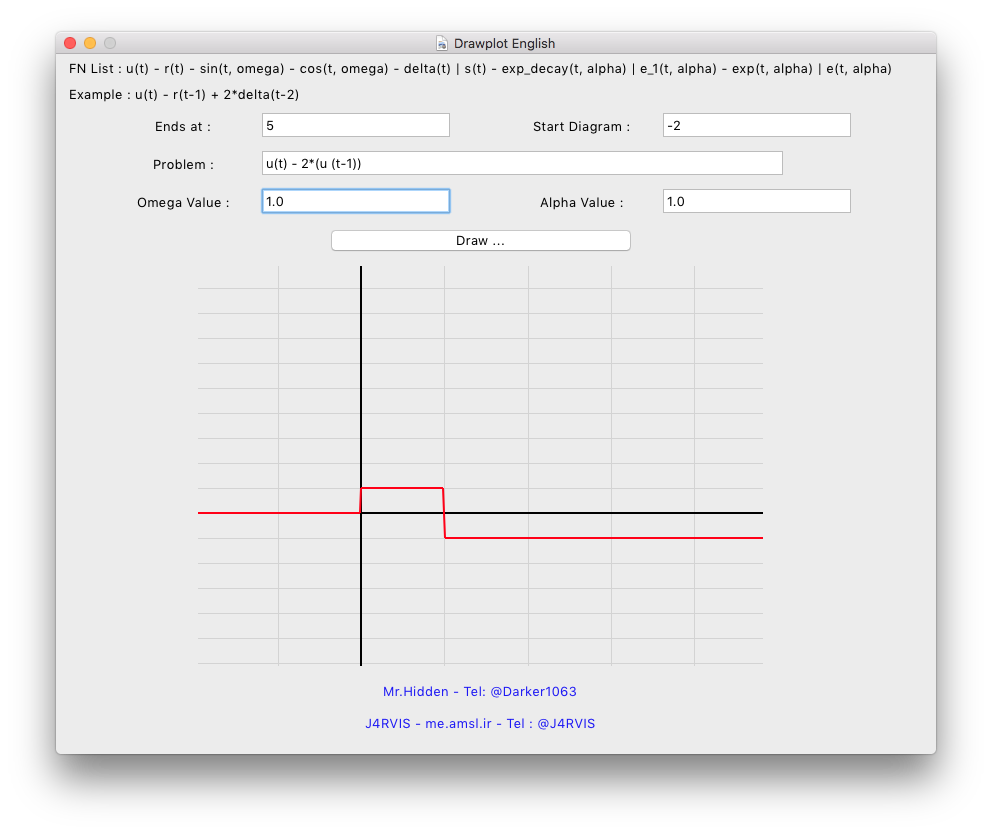 Drawplot English
FN List : u(t) - r(t) - sin(t, omega) - cos(t, omega) - delta(t) | s(t) - exp_decay(t, alpha) | e_1(t, alpha) - exp(t, alpha) | e(t, alpha)
Example : u(t) - r(t-1) + 2*delta(t-2)
Ends at : 5 Start Diagram : -2
Problem : u(t) - 2*(u (t-1))
Omega Value : 1.0 Alpha Value : 1.0
Draw ...
Mr.Hidden - Tel: @Darker1063
J4RVIS - me.amsl.ir - Tel : @J4RVIS